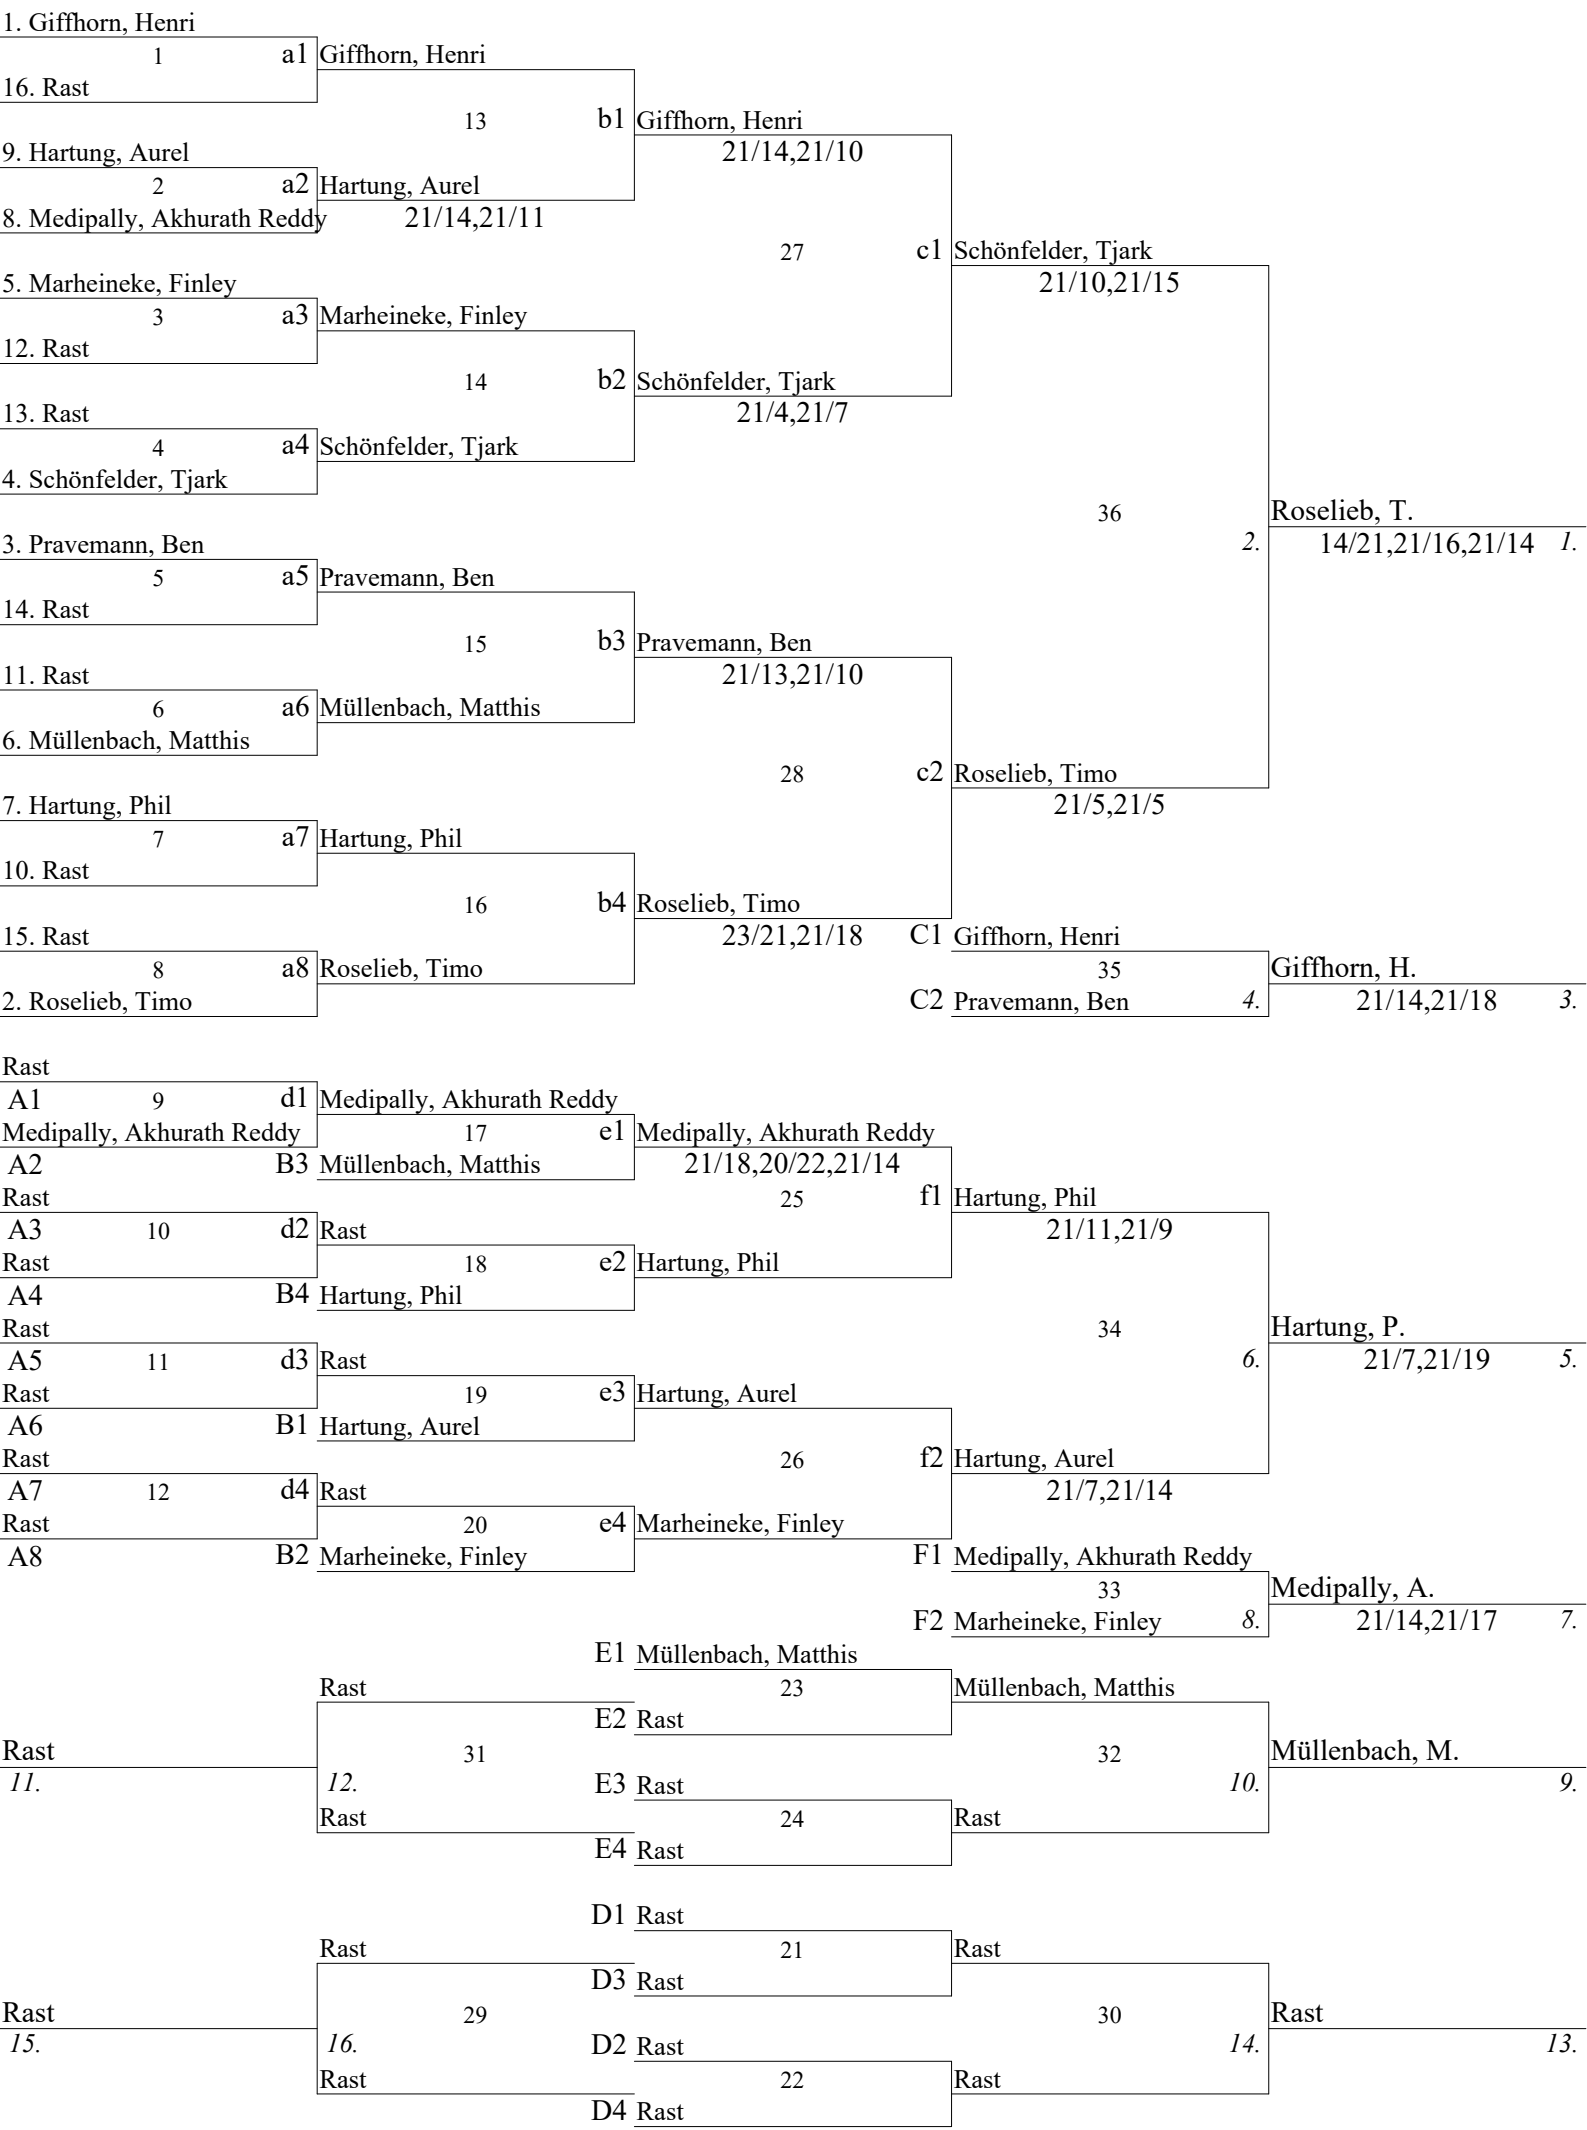 1. Giffhorn, Henri
1 a1 Giffhorn, Henri
16. Rast
13 b1 Giffhorn, Henri
9. Hartung, Aurel 21/14,21/10
2 a2 Hartung, Aurel
8. Medipally, Akhurath Reddy 21/14,21/11
27 c1 Schönfelder, Tjark
5. Marheineke, Finley 21/10,21/15
3 a3 Marheineke, Finley
12. Rast
14 b2 Schönfelder, Tjark
13. Rast 21/4,21/7
4 a4 Schönfelder, Tjark
4. Schönfelder, Tjark
36 Roselieb, T.
3. Pravemann, Ben 2. 14/21,21/16,21/14 1.
5 a5 Pravemann, Ben
14. Rast
15 b3 Pravemann, Ben
11. Rast 21/13,21/10
6 a6 Müllenbach, Matthis
6. Müllenbach, Matthis
28 c2 Roselieb, Timo
7. Hartung, Phil 21/5,21/5
7 a7 Hartung, Phil
10. Rast
16 b4 Roselieb, Timo
15. Rast 23/21,21/18 C1 Giffhorn, Henri
8 a8 Roselieb, Timo 35 Giffhorn, H.
2. Roselieb, Timo C2 Pravemann, Ben 4. 21/14,21/18 3.
Rast
A1 9 d1 Medipally, Akhurath Reddy
Medipally, Akhurath Reddy 17 e1 Medipally, Akhurath Reddy
A2 B3 Müllenbach, Matthis 21/18,20/22,21/14
Rast 25 f1 Hartung, Phil
A3 10 d2 Rast 21/11,21/9
Rast 18 e2 Hartung, Phil
A4 B4 Hartung, Phil
Rast 34 Hartung, P.
A5 11 d3 Rast 6. 21/7,21/19 5.
Rast 19 e3 Hartung, Aurel
A6 B1 Hartung, Aurel
Rast 26 f2 Hartung, Aurel
A7 12 d4 Rast 21/7,21/14
Rast 20 e4 Marheineke, Finley
A8 B2 Marheineke, Finley F1 Medipally, Akhurath Reddy
33 Medipally, A.
F2 Marheineke, Finley 8. 21/14,21/17 7.
E1 Müllenbach, Matthis
Rast 23 Müllenbach, Matthis
E2 Rast
Rast 31 32 Müllenbach, M.
11. 12. E3 Rast 10. 9.
Rast 24 Rast
E4 Rast
D1 Rast
Rast 21 Rast
D3 Rast
Rast 29 30 Rast
15. 16. D2 Rast 14. 13.
Rast 22 Rast
D4 Rast